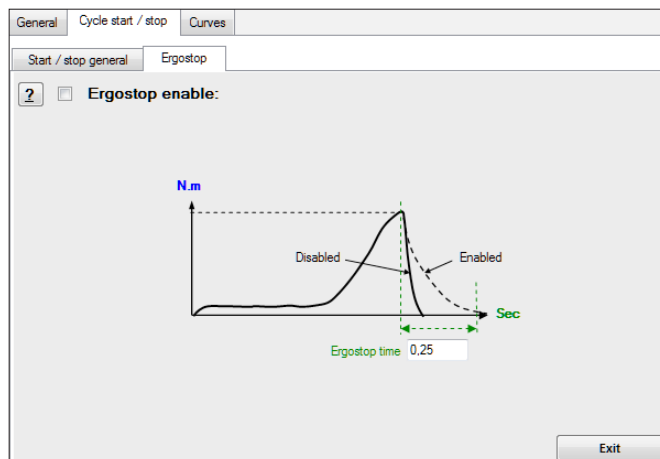 General Cycle start / stop Curves
Start / stop general Ergostop
? Ergostop enable:
N.m
Disabled Enabled
Sec
Ergostop time 0,25
Exit